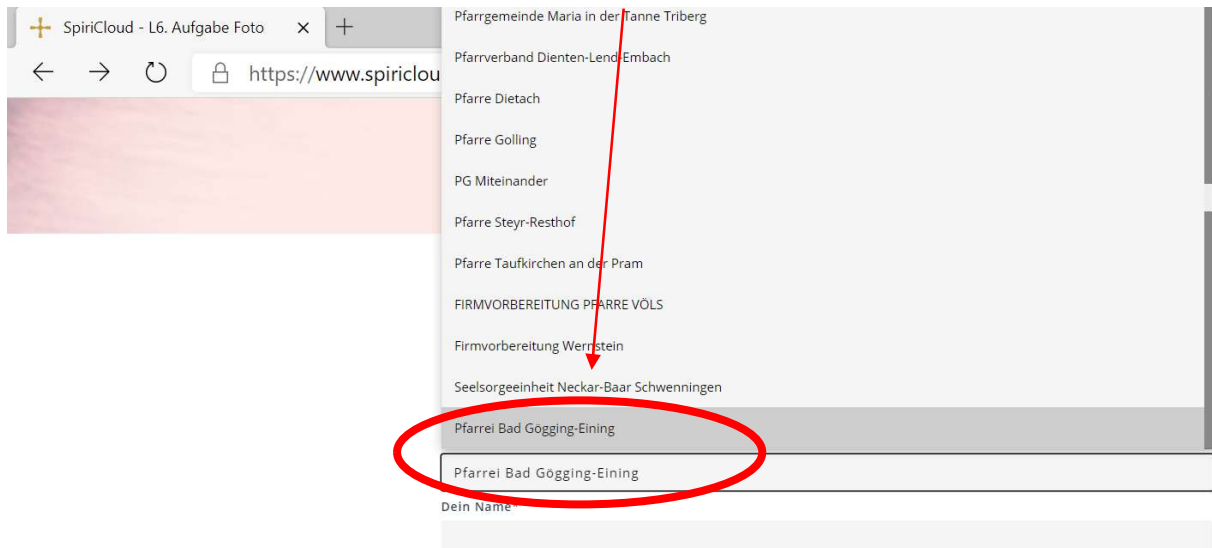 SpiriCloud - L6. Aufgabe Foto
https://www.spiriclou
Pfarrgemeinde Maria in der Tanne Triberg
Pfarrverband Dienten-Lend-Embach
Pfarre Dietach
Pfarre Golling
PG Miteinander
Pfarre Steyr-Resthof
Pfarre Taufkirchen an der Pram
FIRMVORBEREITUNG PFARRE VÖLS
Firmvorbereitung Wernstein
Seelsorgeeinheit Neckar-Baar Schwenningen
Pfarrei Bad Gögging-Eining
Pfarrei Bad Gögging-Eining
Dein Name*